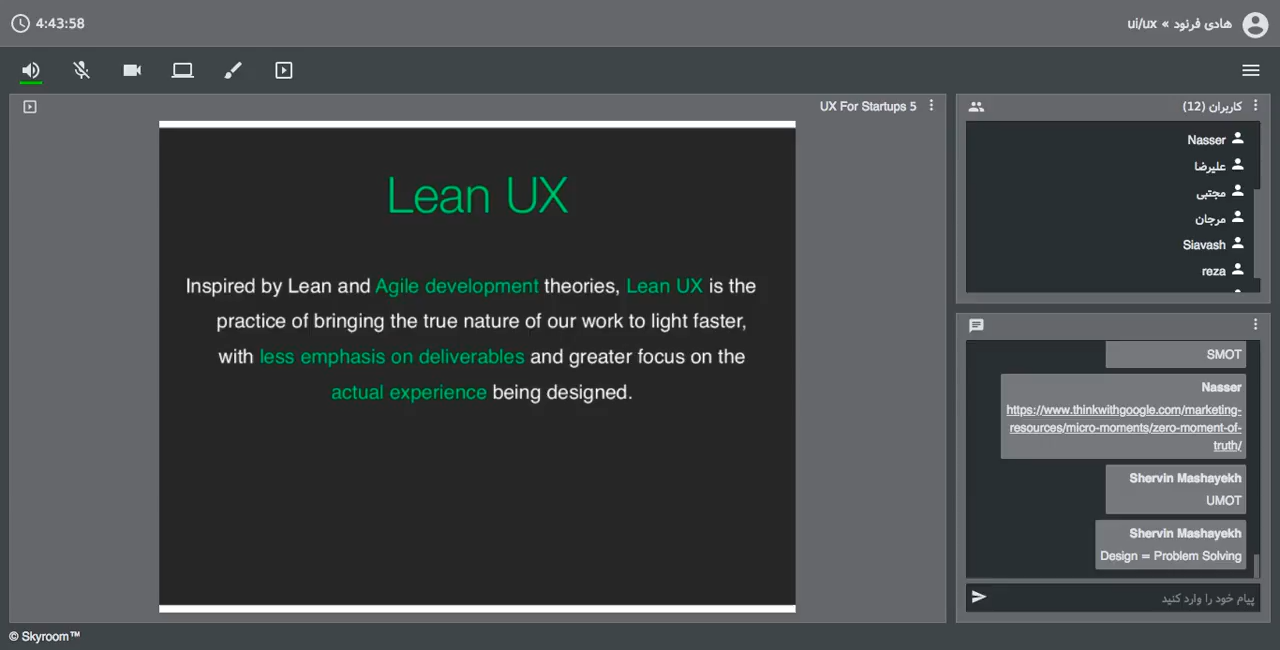 4:43:58
هادی فرنود » ui/ux
UX For Startups 5
Lean UX
Inspired by Lean and Agile development theories, Lean UX is the
practice of bringing the true nature of our work to light faster,
with less emphasis on deliverables and greater focus on the
actual experience being designed.
کاربران (12)
Nasser
علیرضا
مجتبی
مرجان
Siavash
reza
SMOT
Nasser
https://www.thinkwithgoogle.com/marketing-
resources/micro-moments/zero-moment-of-
truth/
Shervin Mashayekh
UMOT
Shervin Mashayekh
Design = Problem Solving
پیام خود را وارد کنید
© Skyroom™